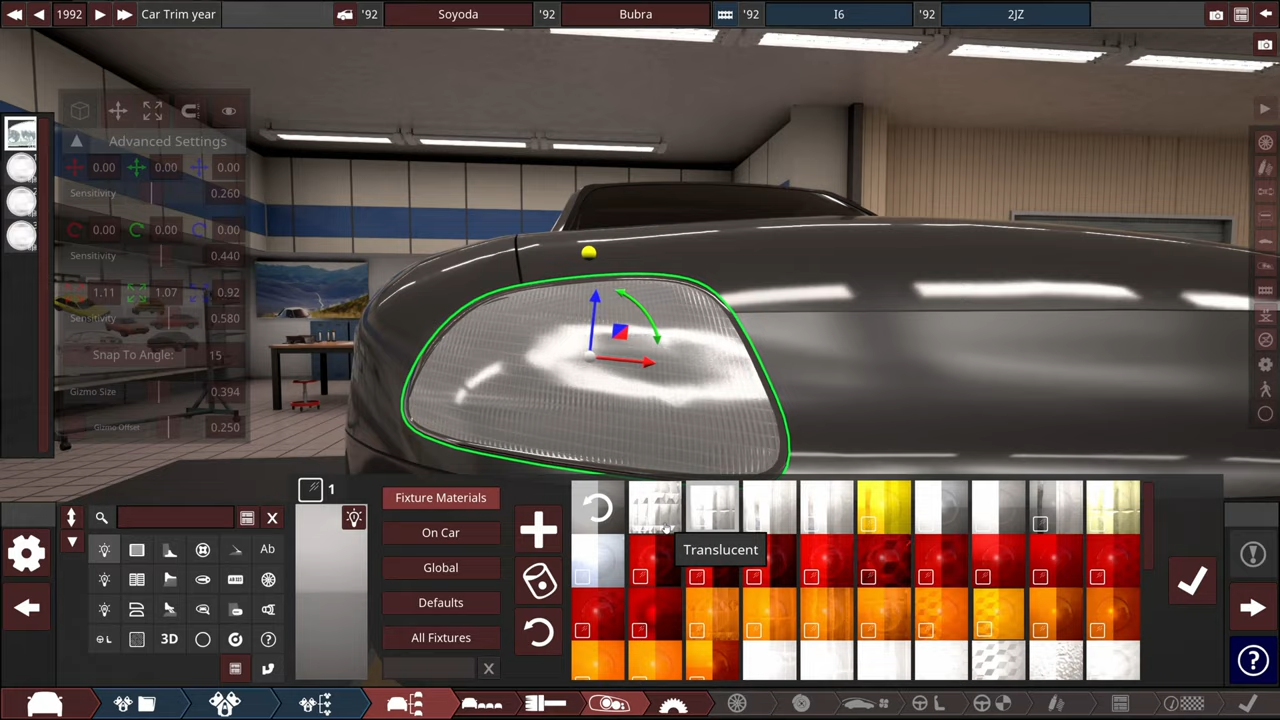 1992 Car Trim year '92 Soyoda '92 Bubra '92 I6 '92 2JZ
Advanced Settings
0.00 0.00 0.00
Sensitivity 0.260
0.00 0.00 0.00
Sensitivity 0.440
1.11 1.07 0.92
Sensitivity 0.580
Snap To Angle: 15
Gizmo Size 0.394
Gizmo Offset 0.250
1
Fixture Materials
On Car
Global
Defaults
All Fixtures
X
Translucent
Ab
3D